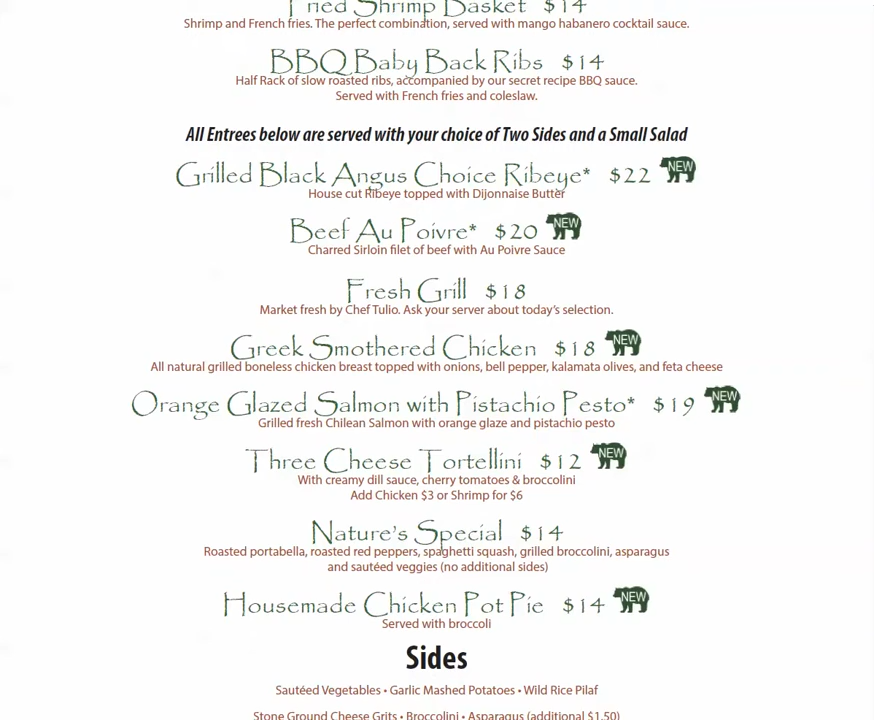 Fried Shrimp Basket $14
Shrimp and French fries. The perfect combination, served with mango habanero cocktail sauce.
BBQ Baby Back Ribs $14
Half Rack of slow roasted ribs, accompanied by our secret recipe BBQ sauce.
Served with French fries and coleslaw.
All Entrees below are served with your choice of Two Sides and a Small Salad
Grilled Black Angus Choice Ribeye* $22 NEW
House cut Ribeye topped with Dijonnaise Butter
Beef Au Poivre* $20 NEW
Charred Sirloin filet of beef with Au Poivre Sauce
Fresh Grill $18
Market fresh by Chef Tulio. Ask your server about today's selection.
Greek Smothered Chicken $18 NEW
All natural grilled boneless chicken breast topped with onions, bell pepper, kalamata olives, and feta cheese
Orange Glazed Salmon with Pistachio Pesto* $19 NEW
Grilled fresh Chilean Salmon with orange glaze and pistachio pesto
Three Cheese Tortellini $12 NEW
With creamy dill sauce, cherry tomatoes & broccolini
Add Chicken $3 or Shrimp for $6
Nature's Special $14
Roasted portabella, roasted red peppers, spaghetti squash, grilled broccolini, asparagus
and sautéed veggies (no additional sides)
Housemade Chicken Pot Pie $14 NEW
Served with broccoli
Sides
Sautéed Vegetables • Garlic Mashed Potatoes • Wild Rice Pilaf
Stone Ground Cheese Grits • Broccolini • Asparagus (additional $1.50)